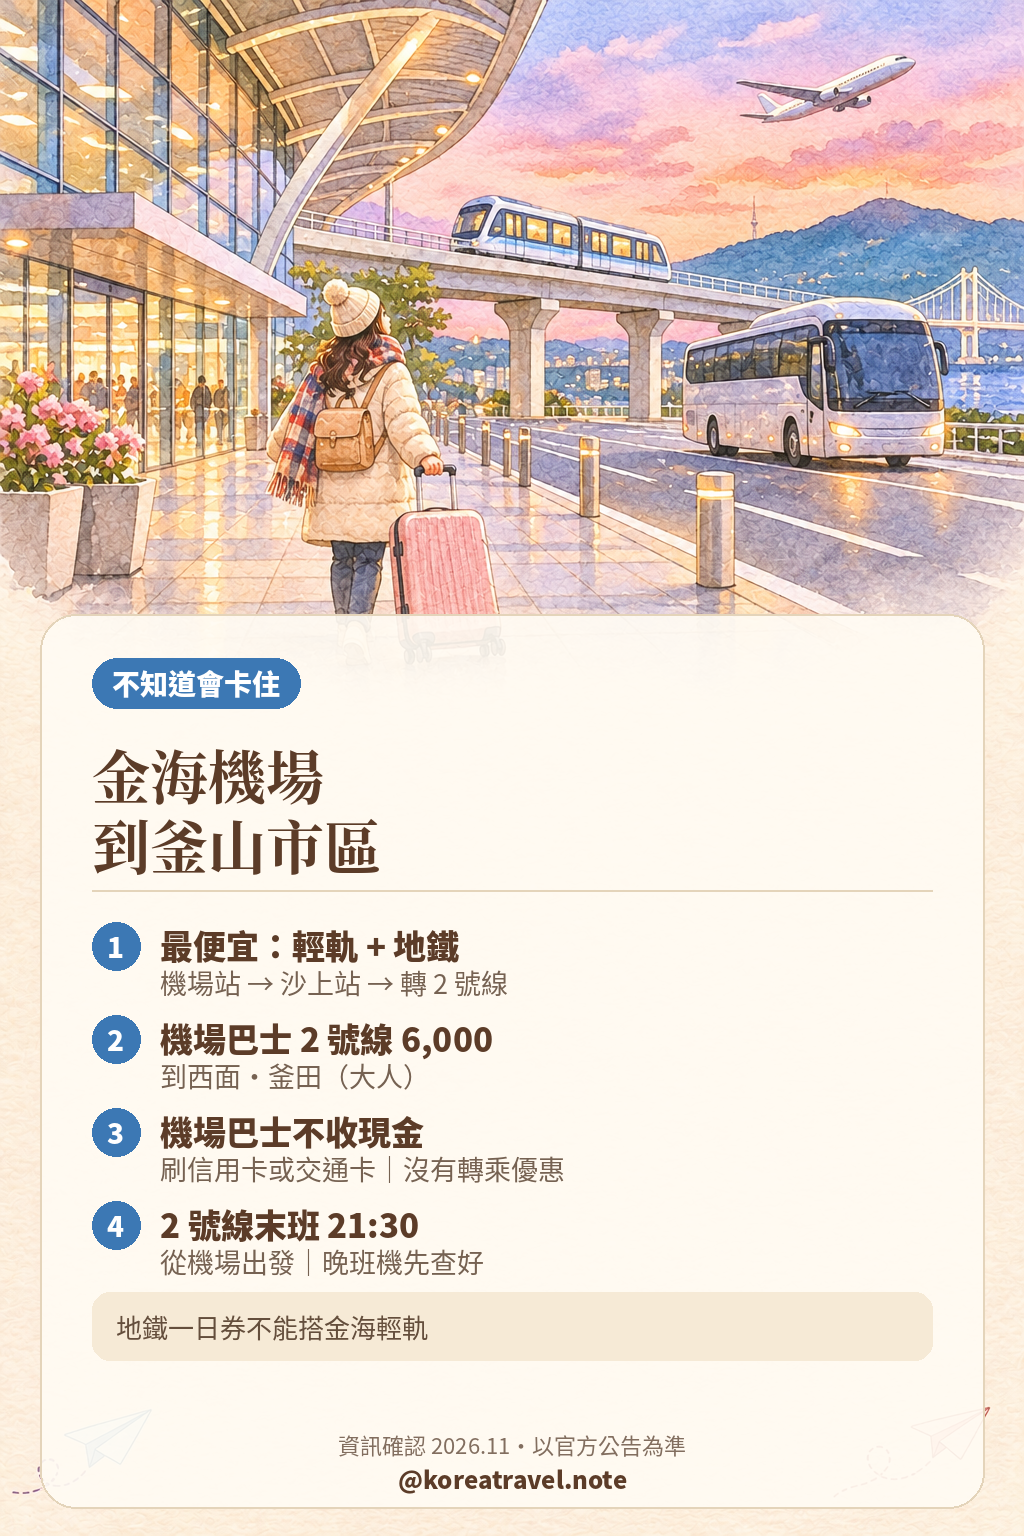 不知道會卡住
金海機場
到釜山市區
1 最便宜：輕軌 + 地鐵
機場站 → 沙上站 → 轉 2 號線
2 機場巴士 2 號線 6,000
到西面・釜田（大人）
3 機場巴士不收現金
刷信用卡或交通卡｜沒有轉乘優惠
4 2 號線末班 21:30
從機場出發｜晚班機先查好
地鐵一日券不能搭金海輕軌
資訊確認 2026.11・以官方公告為準
@koreatravel.note